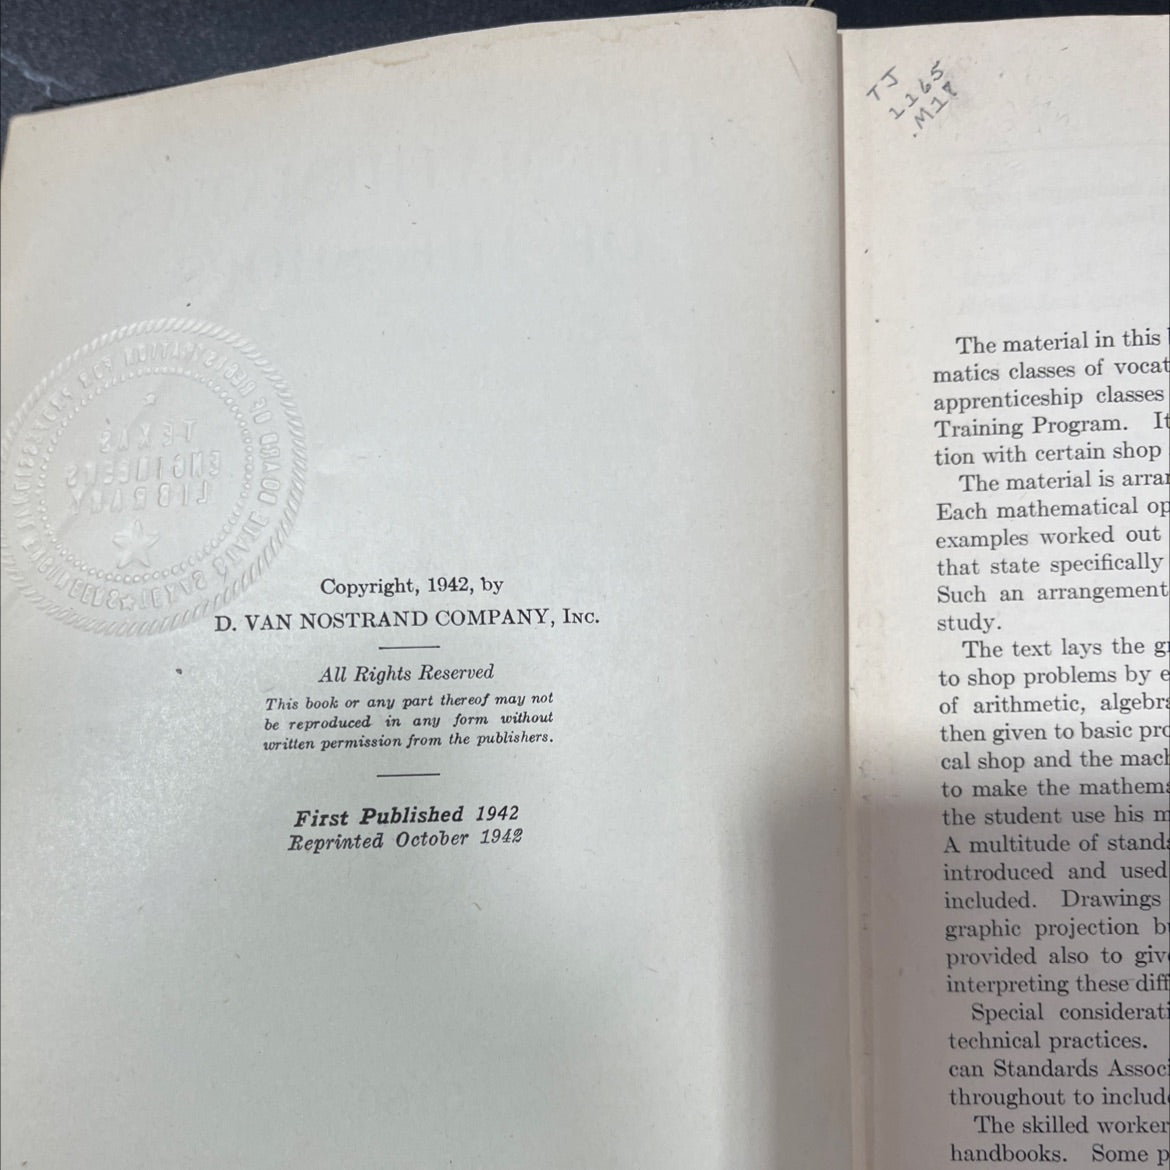 Copyright, 1942, by
D. VAN NOSTRAND COMPANY, Inc.
All Rights Reserved
This book or any part thereof may not
be reproduced in any form without
written permission from the publishers.
First Published 1942
Reprinted October 1942
TEXAS
ENGINEERS
LIBRARY
TJ
1165
M18
The material in this
matics classes of vocat
apprenticeship classes
Training Program. It
tion with certain shop
The material is arra
Each mathematical op
examples worked out
that state specifically
Such an arrangement
study.
The text lays the g
to shop problems by e
of arithmetic, algebra
then given to basic pro
cal shop and the mach
to make the mathema
the student use his m
A multitude of standa
introduced and used
included. Drawings
graphic projection b
provided also to give
interpreting these diff
Special considerati
technical practices.
can Standards Associ
throughout to include
The skilled worker
handbooks. Some p